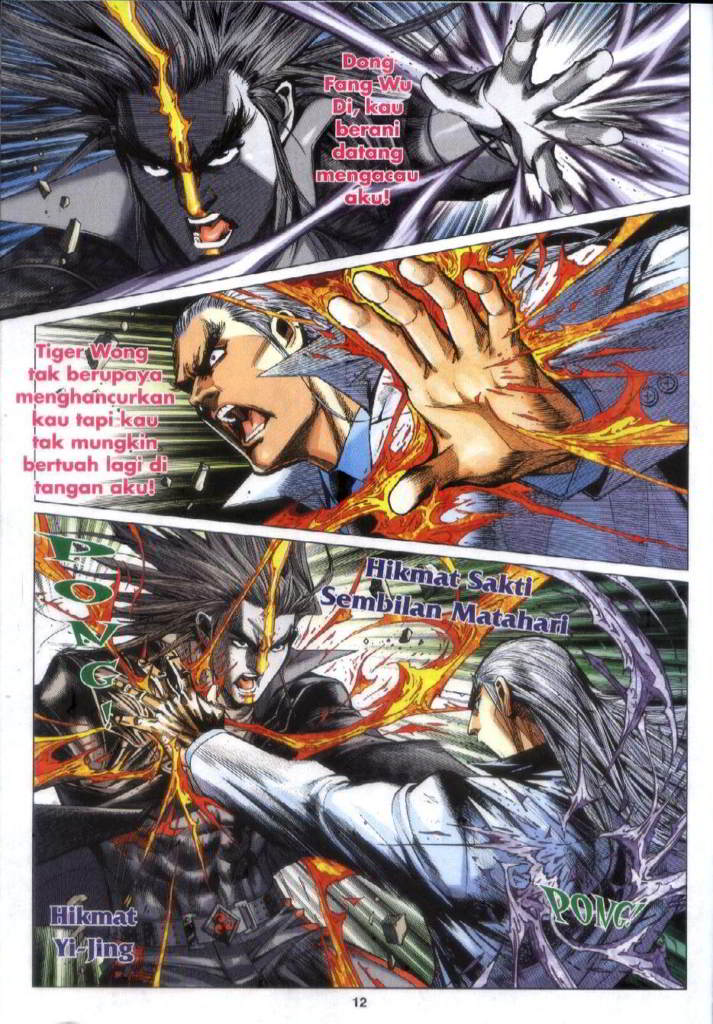 Dong
Fang Wu
Di, kau
berani
datang
mengacau
aku!
Tiger Wong
tak berupaya
menghancurkan
kau tapi kau
tak mungkin
bertuah lagi di
tangan aku!
PONG!
Hikmat Sakti
Sembilan Matahari
Hikmat
Yi-Jing
PONG!
12